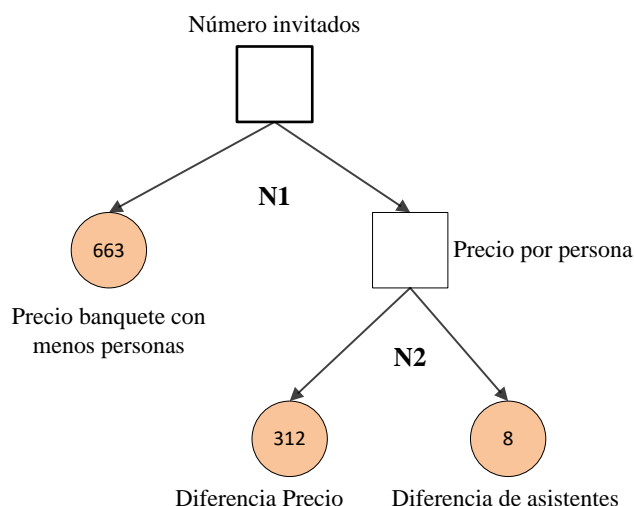 Número invitados
N1
663
Precio por persona
Precio banquete con
menos personas
N2
312
8
Diferencia Precio
Diferencia de asistentes